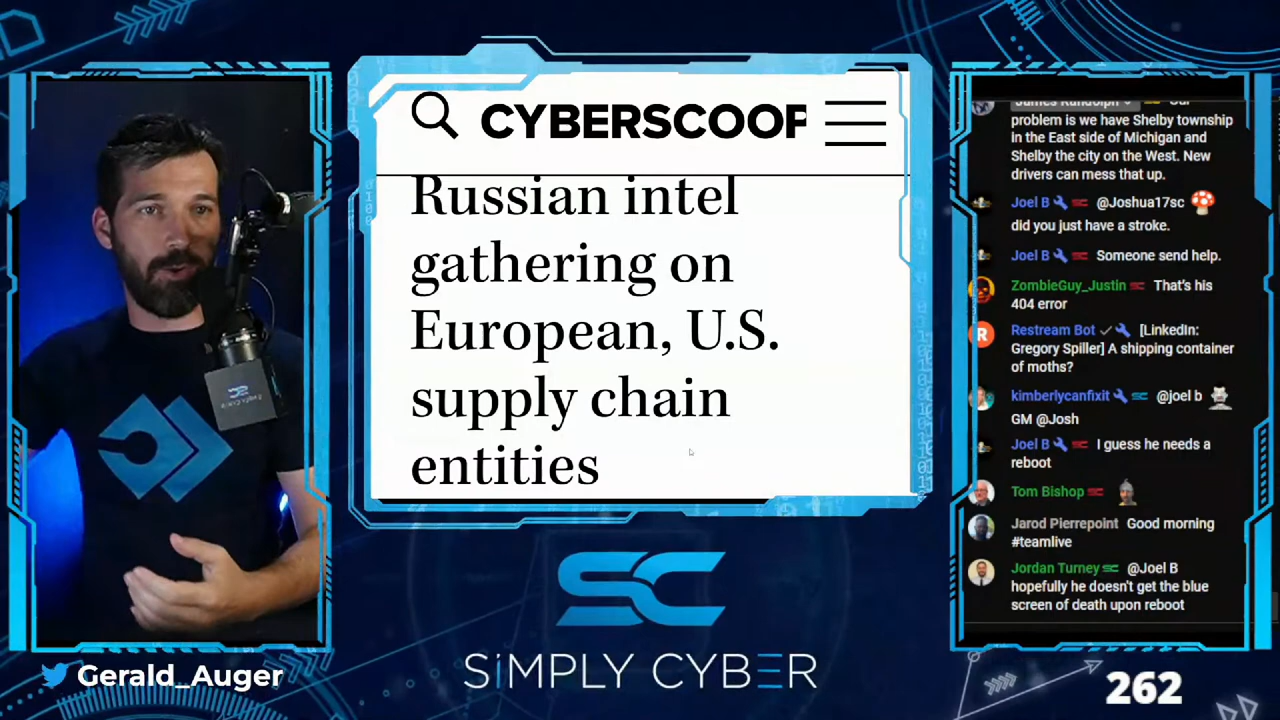 CYBERSCOOP
Russian intel
gathering on
European, U.S.
supply chain
entities
SC
SiMPLY CYBER
Gerald_Auger
James Randolph Our
problem is we have Shelby township
in the East side of Michigan and
Shelby the city on the West. New
drivers can mess that up.
Joel B @Joshua17sc
did you just have a stroke.
Joel B Someone send help.
ZombieGuy_Justin That's his
404 error
Restream Bot [LinkedIn:
Gregory Spiller] A shipping container
of moths?
kimberlycanfixit @joel b
GM @Josh
Joel B I guess he needs a
reboot
Tom Bishop
Jarod Pierrepoint Good morning
#teamlive
Jordan Turney @Joel B
hopefully he doesn't get the blue
screen of death upon reboot
262